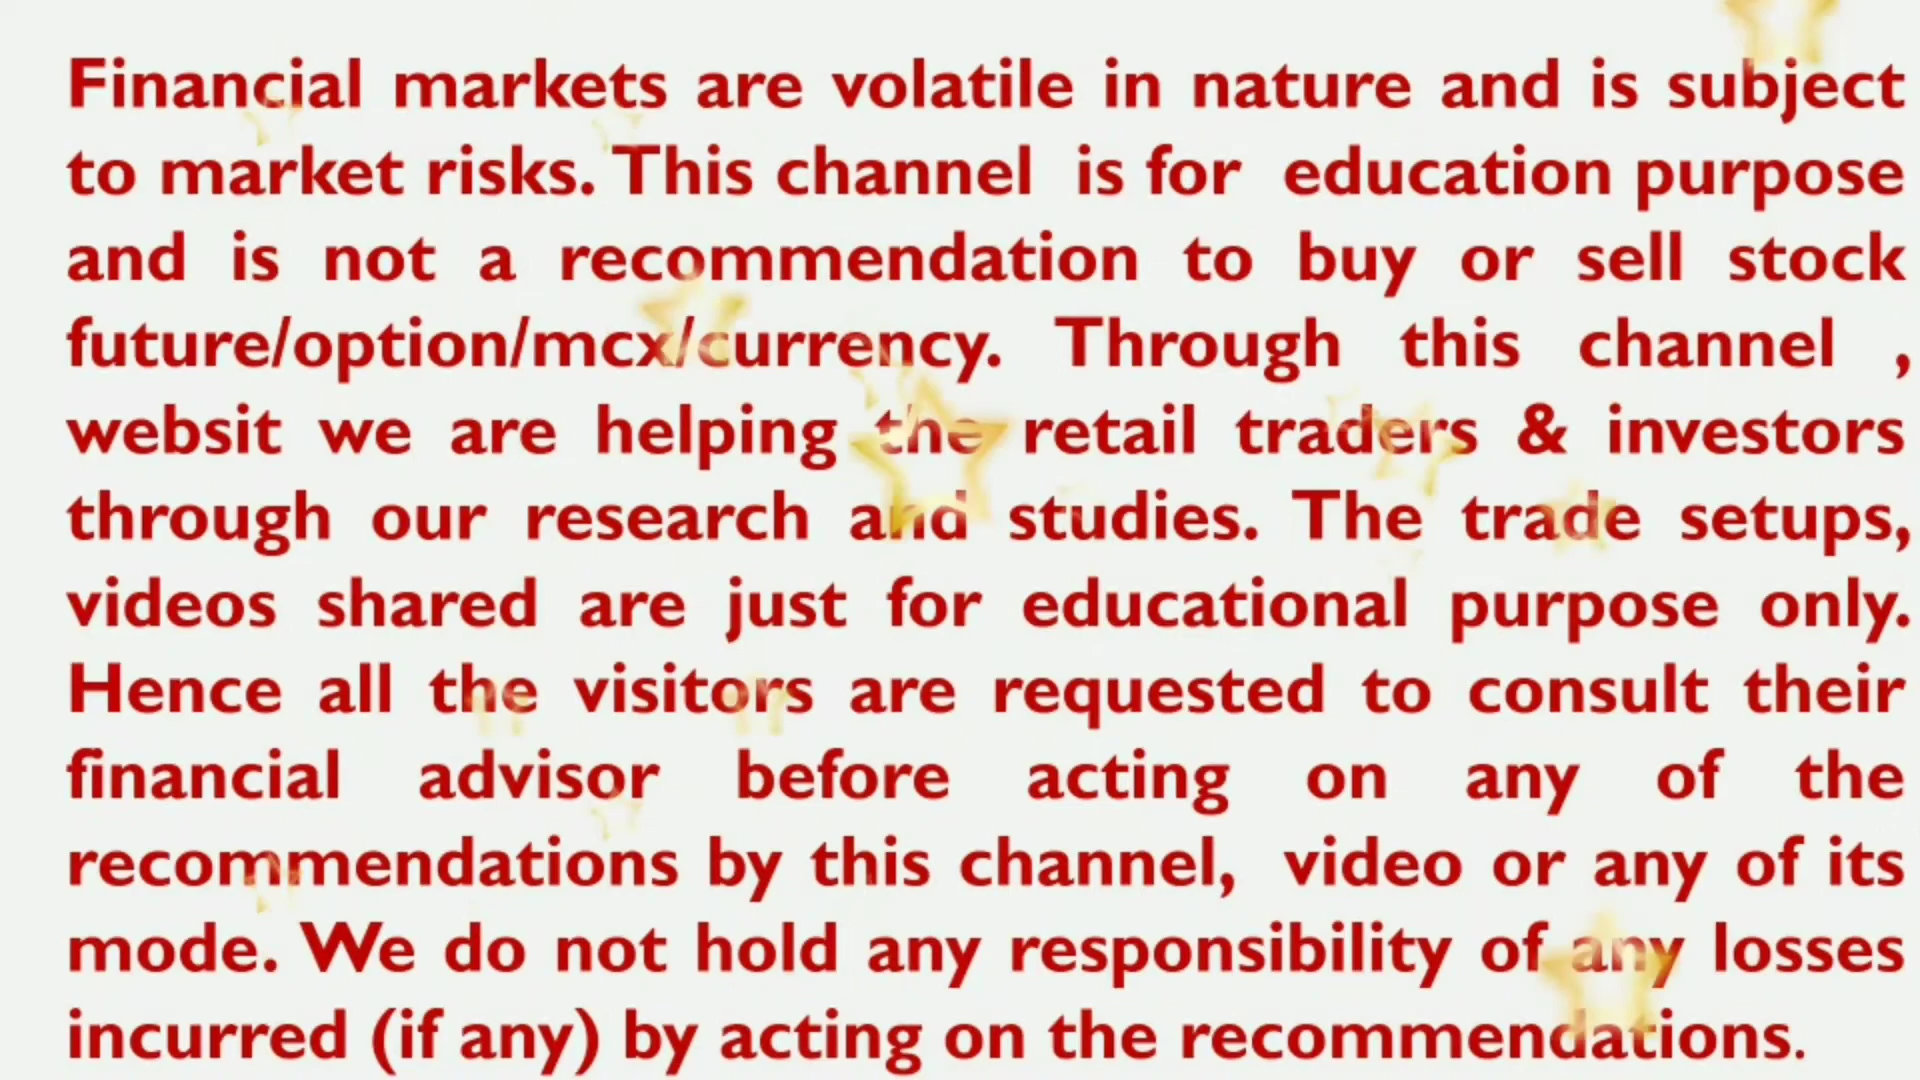 Financial markets are volatile in nature and is subject
to market risks. This channel is for education purpose
and is not a recommendation to buy or sell stock
future/option/mcx/currency. Through this channel ,
websit we are helping the retail traders & investors
through our research and studies. The trade setups,
videos shared are just for educational purpose only.
Hence all the visitors are requested to consult their
financial advisor before acting on any of the
recommendations by this channel, video or any of its
mode. We do not hold any responsibility of any losses
incurred (if any) by acting on the recommendations.